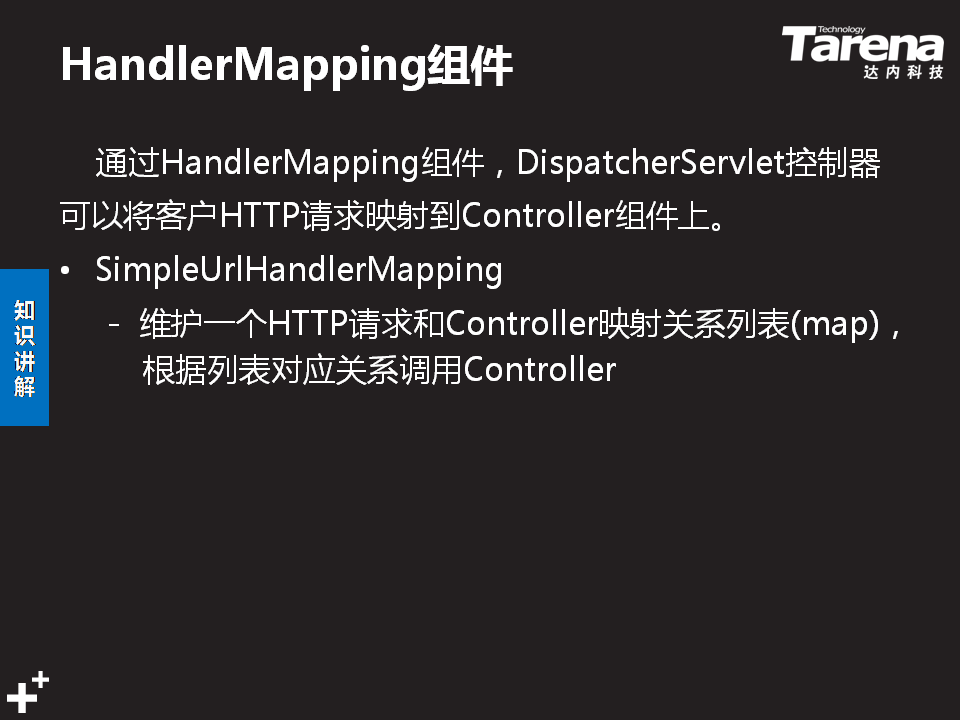 HandlerMapping组件
Technology
Tarena
达内科技
通过HandlerMapping组件，DispatcherServlet控制器
可以将客户HTTP请求映射到Controller组件上。
• SimpleUrlHandlerMapping
- 维护一个HTTP请求和Controller映射关系列表(map)，
根据列表对应关系调用Controller
知
识
讲
解